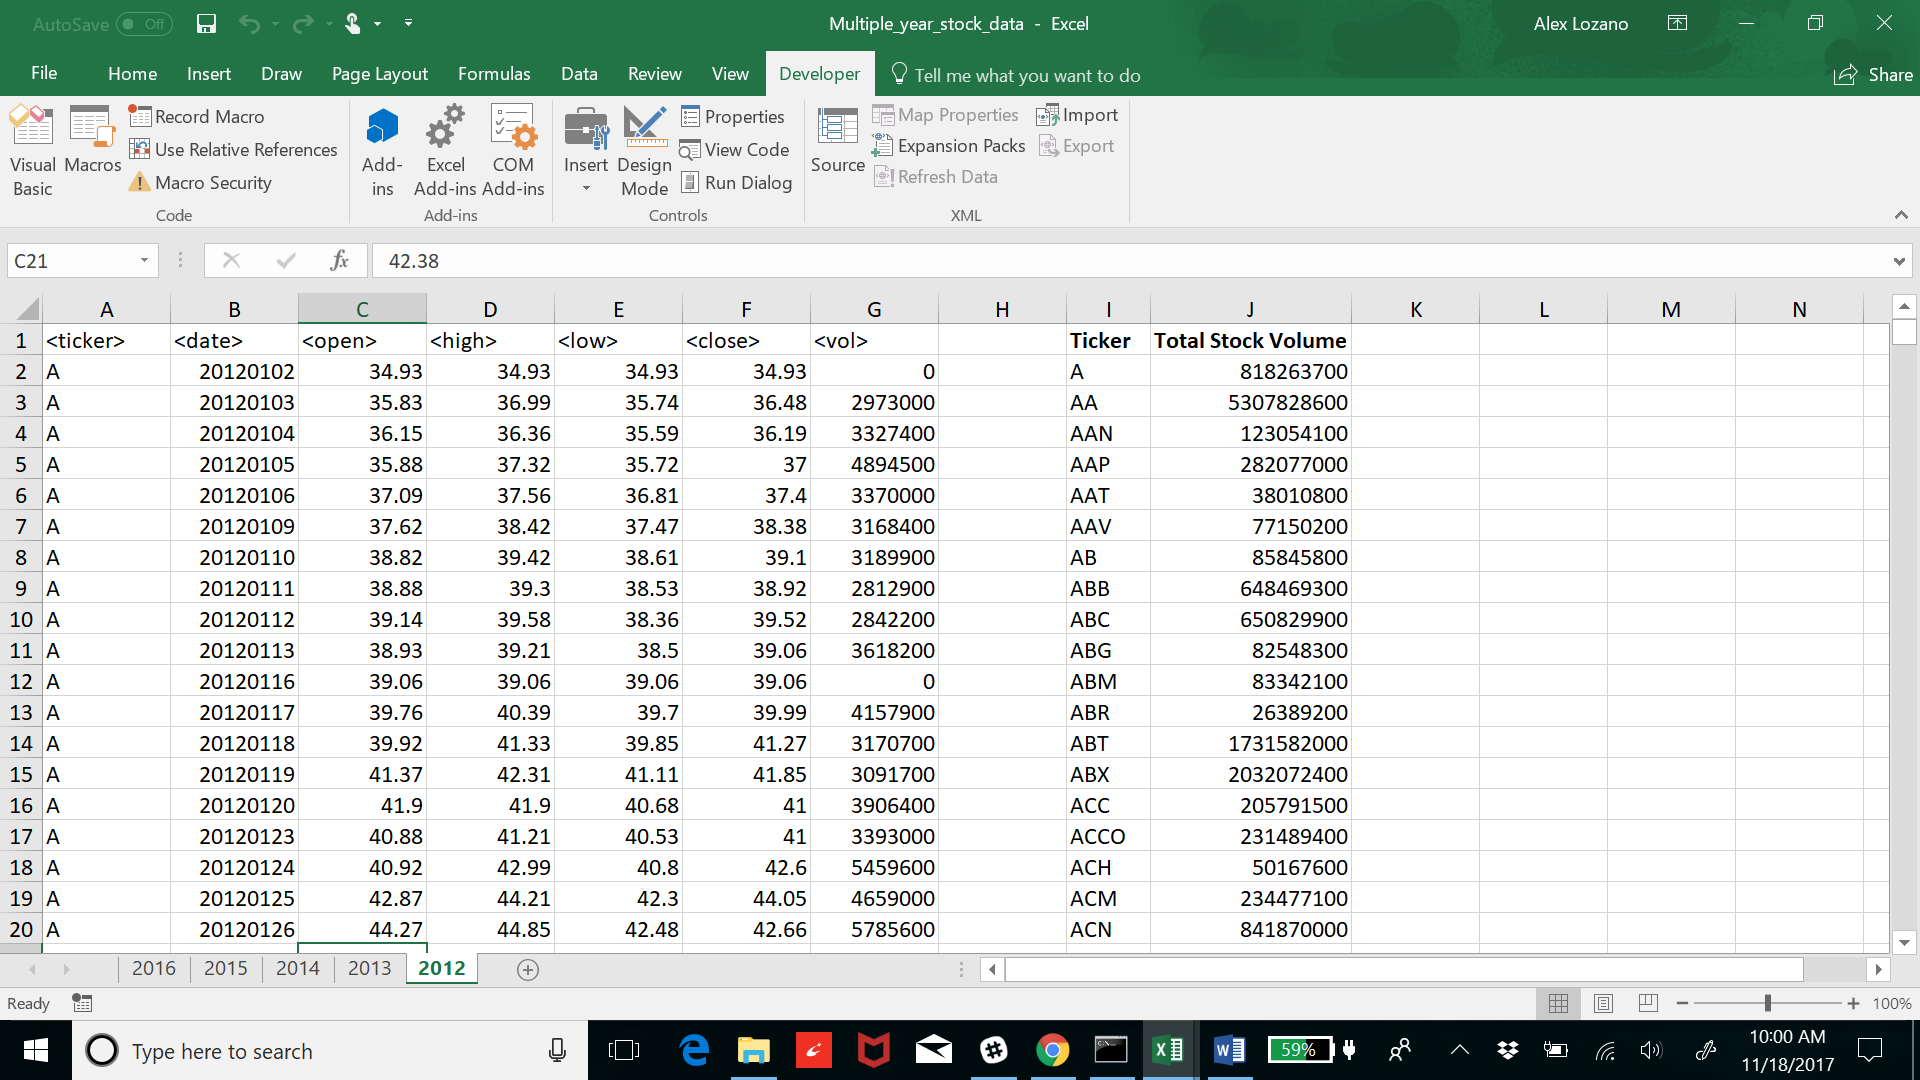 AutoSave Off Multiple_year_stock_data - Excel Alex Lozano
File Home Insert Draw Page Layout Formulas Data Review View Developer Tell me what you want to do Share
Visual Basic Macros Record Macro Use Relative References Macro Security Code
Add-ins Excel Add-ins COM Add-ins Add-ins
Insert Design Mode Properties View Code Run Dialog Controls
Source Map Properties Expansion Packs Refresh Data Import Export XML
C21 fx 42.38
A B C D E F G H I J K L M N
1 <ticker> <date> <open> <high> <low> <close> <vol> Ticker Total Stock Volume
2 A 20120102 34.93 34.93 34.93 34.93 0 A 818263700
3 A 20120103 35.83 36.99 35.74 36.48 2973000 AA 5307828600
4 A 20120104 36.15 36.36 35.59 36.19 3327400 AAN 123054100
5 A 20120105 35.88 37.32 35.72 37 4894500 AAP 282077000
6 A 20120106 37.09 37.56 36.81 37.4 3370000 AAT 38010800
7 A 20120109 37.62 38.42 37.47 38.38 3168400 AAV 77150200
8 A 20120110 38.82 39.42 38.61 39.1 3189900 AB 85845800
9 A 20120111 38.88 39.3 38.53 38.92 2812900 ABB 648469300
10 A 20120112 39.14 39.58 38.36 39.52 2842200 ABC 650829900
11 A 20120113 38.93 39.21 38.5 39.06 3618200 ABG 82548300
12 A 20120116 39.06 39.06 39.06 39.06 0 ABM 83342100
13 A 20120117 39.76 40.39 39.7 39.99 4157900 ABR 26389200
14 A 20120118 39.92 41.33 39.85 41.27 3170700 ABT 1731582000
15 A 20120119 41.37 42.31 41.11 41.85 3091700 ABX 2032072400
16 A 20120120 41.9 41.9 40.68 41 3906400 ACC 205791500
17 A 20120123 40.88 41.21 40.53 41 3393000 ACCO 231489400
18 A 20120124 40.92 42.99 40.8 42.6 5459600 ACH 50167600
19 A 20120125 42.87 44.21 42.3 44.05 4659000 ACM 234477100
20 A 20120126 44.27 44.85 42.48 42.66 5785600 ACN 841870000
2016 2015 2014 2013 2012
Ready 100%
Type here to search 59% 10:00 AM
11/18/2017